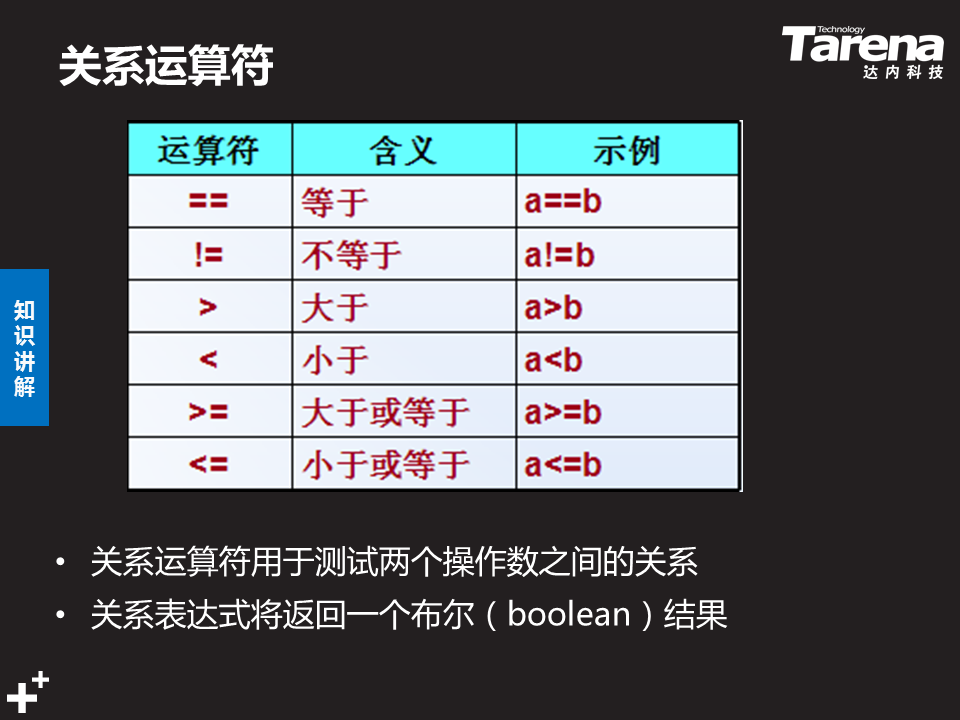 关系运算符
Technology
Tarena
达内科技
运算符 含义 示例
== 等于 a==b
!= 不等于 a!=b
> 大于 a>b
< 小于 a<b
>= 大于或等于 a>=b
<= 小于或等于 a<=b
知
识
讲
解
• 关系运算符用于测试两个操作数之间的关系
• 关系表达式将返回一个布尔（boolean）结果